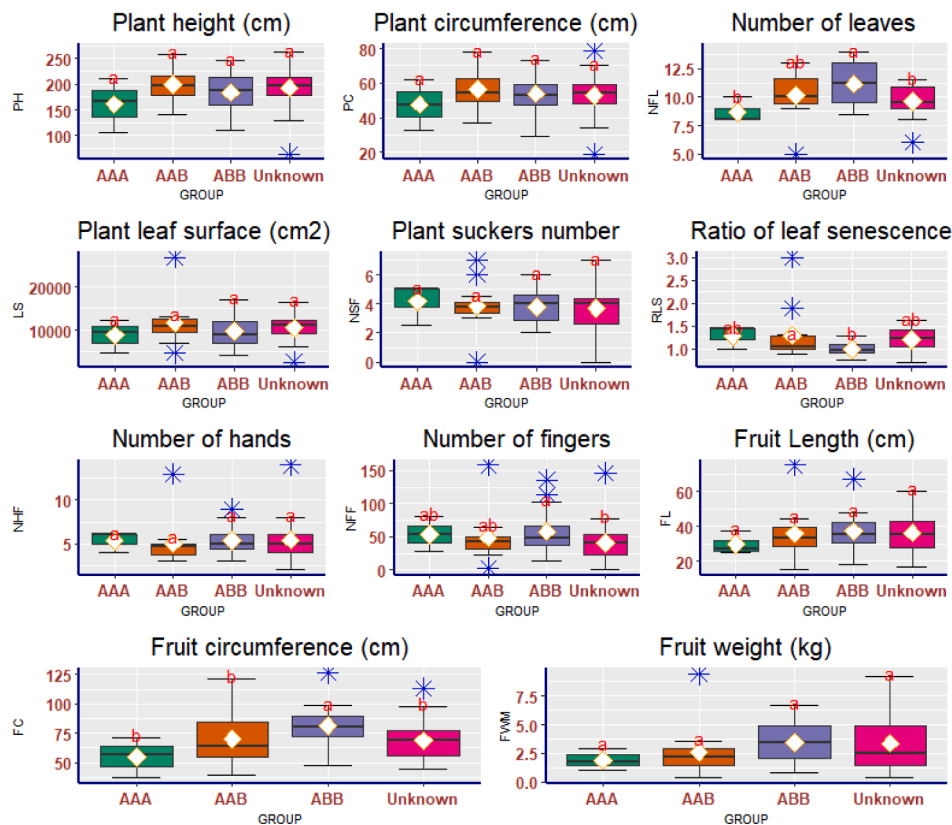 Plant height (cm)
PH
250
200
150
100
a a a a
AAA AAB ABB Unknown
GROUP
Plant circumference (cm)
PC
80
60
40
20
a a a a
AAA AAB ABB Unknown
GROUP
Number of leaves
NFL
12.5
10.0
7.5
5.0
b ab a b
AAA AAB ABB Unknown
GROUP
Plant leaf surface (cm2)
LS
20000
10000
a a a a
AAA AAB ABB Unknown
GROUP
Plant suckers number
NSF
6
4
2
0
a a a a
AAA AAB ABB Unknown
GROUP
Ratio of leaf senescence
RLS
3.0
2.5
2.0
1.5
1.0
ab a b ab
AAA AAB ABB Unknown
GROUP
Number of hands
NHF
10
5
a a a a
AAA AAB ABB Unknown
GROUP
Number of fingers
NFF
150
100
50
0
ab ab a b
AAA AAB ABB Unknown
GROUP
Fruit Length (cm)
FL
60
40
20
a a a a
AAA AAB ABB Unknown
GROUP
Fruit circumference (cm)
FC
125
100
75
50
b b a b
AAA AAB ABB Unknown
GROUP
Fruit weight (kg)
FWM
7.5
5.0
2.5
0.0
a a a a
AAA AAB ABB Unknown
GROUP